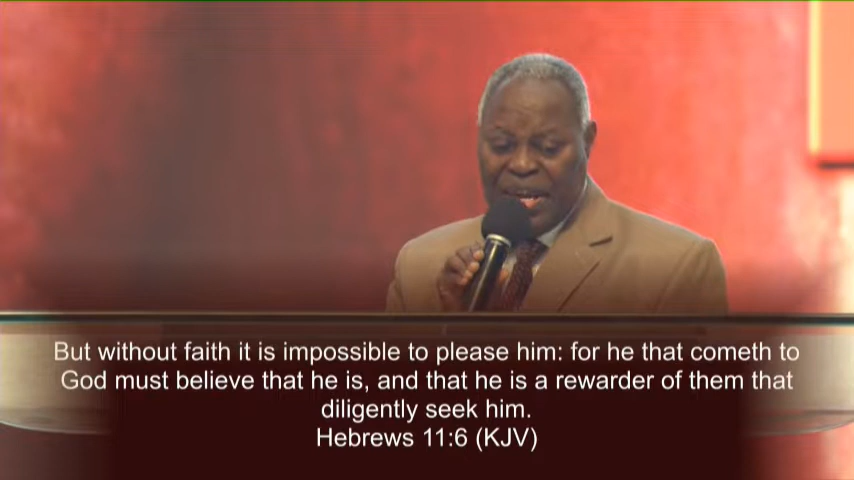 But without faith it is impossible to please him: for he that cometh to
God must believe that he is, and that he is a rewarder of them that
diligently seek him.
Hebrews 11:6 (KJV)